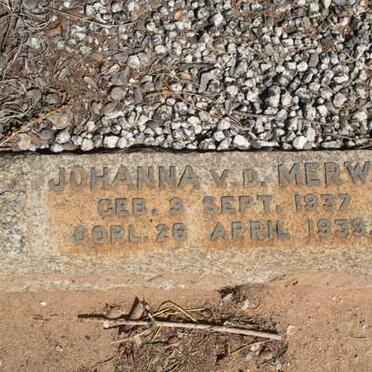 JOHANNA V.D. MERW
GEB. 3 SEPT. 1937
OORL. 26 APRIL 1939